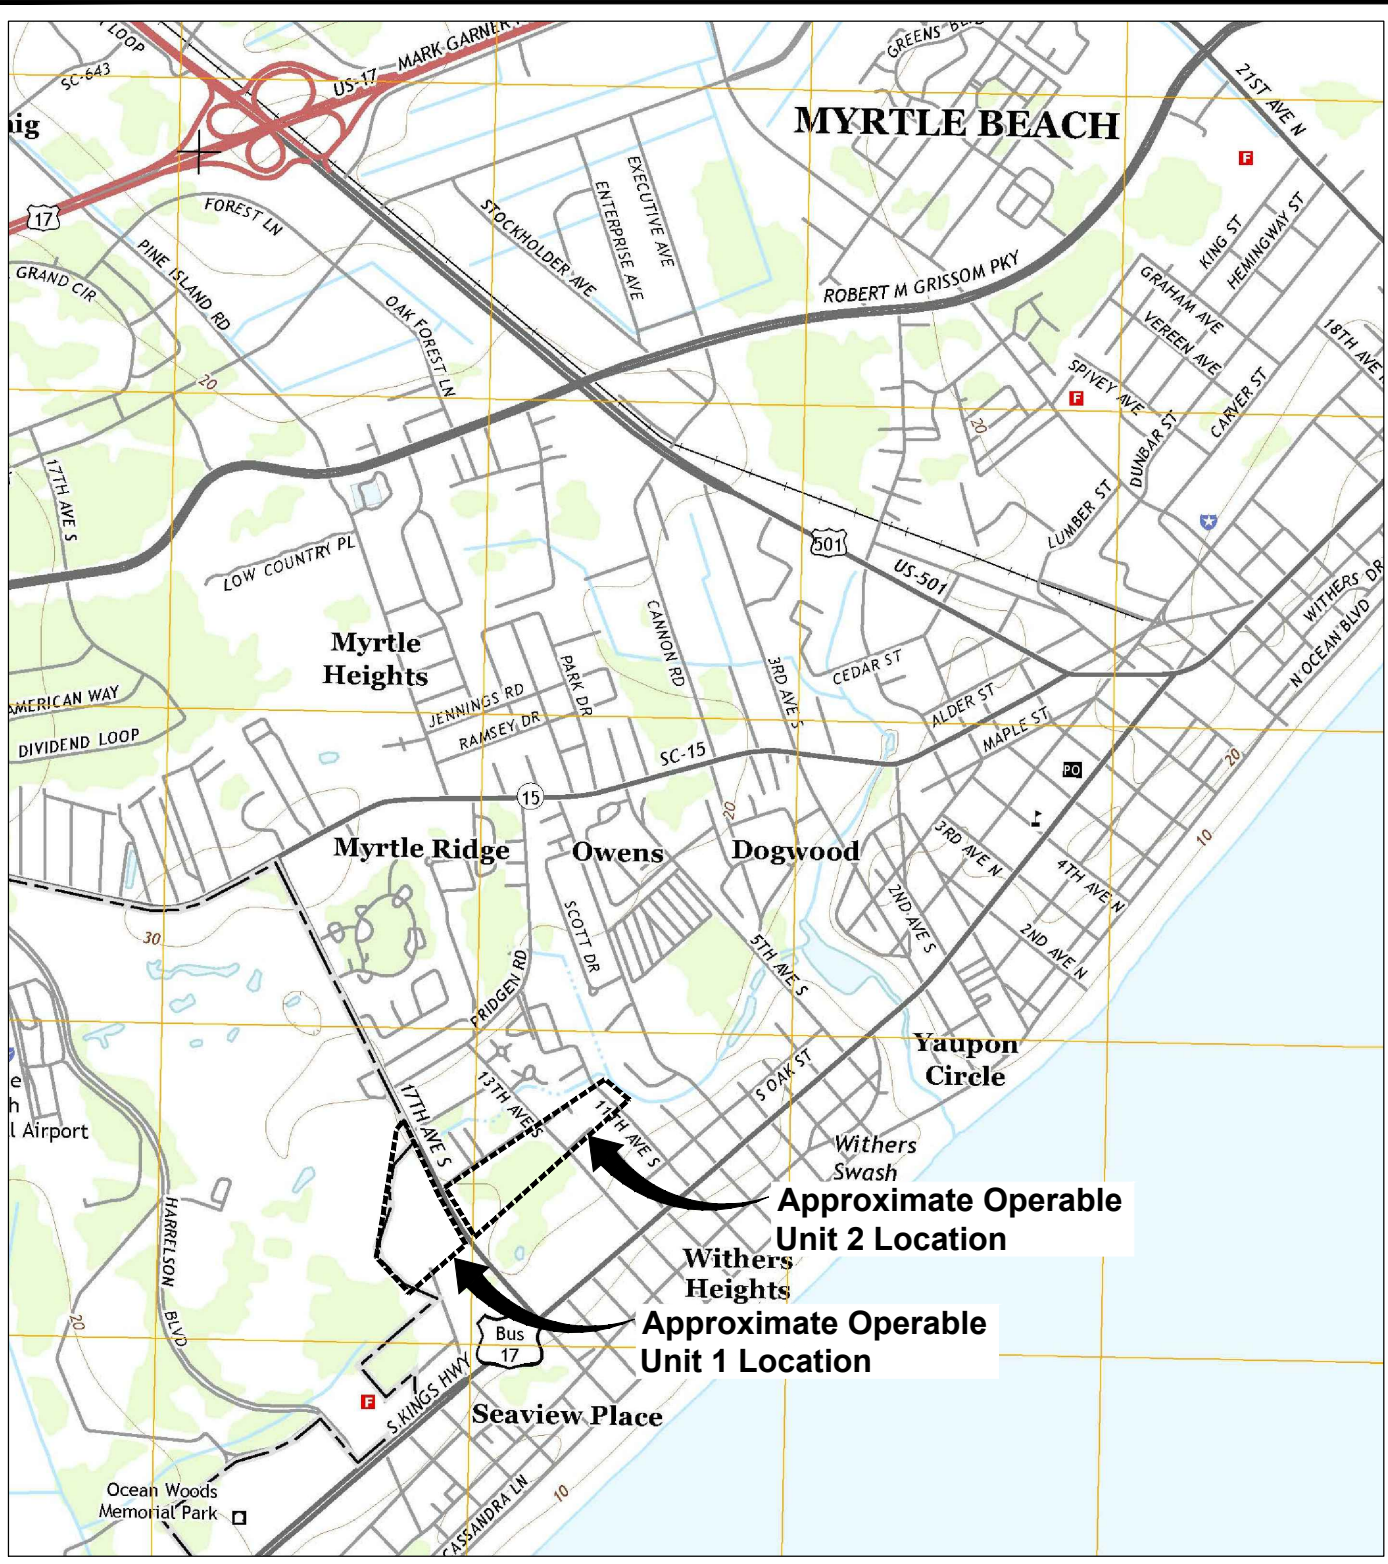 LOOP
SC-643
US-17
MARK GARNER
GREENS
21ST AVE N
MYRTLE BEACH
F
17
FOREST LN
GRAND CIR
PINE ISLAND RD
STOCKHOLDER AVE
ENTERPRISE AVE
EXECUTIVE AVE
KING ST
HEMINGWAY ST
ROBERT M GRISSOM PKY
GRAHAM AVE
VEREEN AVE
18TH AVE
OAK FOREST LN
20
SPIVEY AVE
F
CARVER ST
DUNBAR ST
20
17TH AVE S
LUMBER ST
501
US-501
LOW COUNTRY PL
WITHERS DR
N OCEAN BLVD
Myrtle
Heights
CANNON RD
3RD AVE S
CEDAR ST
PARK DR
JENNINGS RD
RAMSEY DR
ALDER ST
MAPLE ST
AMERICAN WAY
DIVIDEND LOOP
SC-15
PO
20
15
20
10
Myrtle Ridge
Owens
Dogwood
3RD AVE N
4TH AVE N
2ND AVE S
2ND AVE N
30
SCOTT DR
5TH AVE S
PRIDGEN RD
Yaupon
Circle
e
h
l Airport
S OAK ST
17TH AVE S
13TH AVE S
11TH AVE S
Withers
Swash
Approximate Operable
Unit 2 Location
HARRELSON
BLVD
Withers
Heights
20
Approximate Operable
Unit 1 Location
Bus
17
F
S.KINGS HWY
Seaview Place
Ocean Woods
Memorial Park
CASSANDRA LN
10